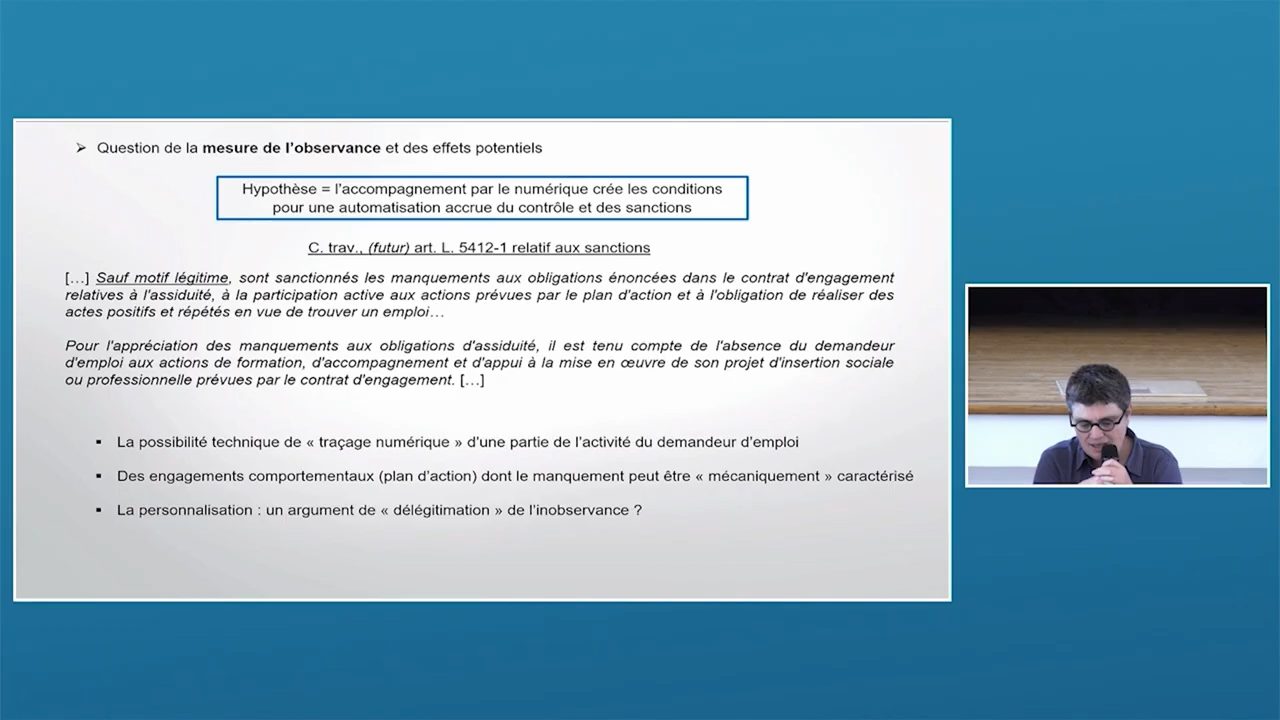 ➢ Question de la mesure de l'observance et des effets potentiels
Hypothèse = l'accompagnement par le numérique crée les conditions
pour une automatisation accrue du contrôle et des sanctions
C. trav., (futur) art. L. 5412-1 relatif aux sanctions
[…] Sauf motif légitime, sont sanctionnés les manquements aux obligations énoncées dans le contrat d'engagement
relatives à l'assiduité, à la participation active aux actions prévues par le plan d'action et à l'obligation de réaliser des
actes positifs et répétés en vue de trouver un emploi…
Pour l'appréciation des manquements aux obligations d'assiduité, il est tenu compte de l'absence du demandeur
d'emploi aux actions de formation, d'accompagnement et d'appui à la mise en œuvre de son projet d'insertion sociale
ou professionnelle prévues par le contrat d'engagement. […]
▪ La possibilité technique de « traçage numérique » d'une partie de l'activité du demandeur d'emploi
▪ Des engagements comportementaux (plan d'action) dont le manquement peut être « mécaniquement » caractérisé
▪ La personnalisation : un argument de « délégitimation » de l'inobservance ?